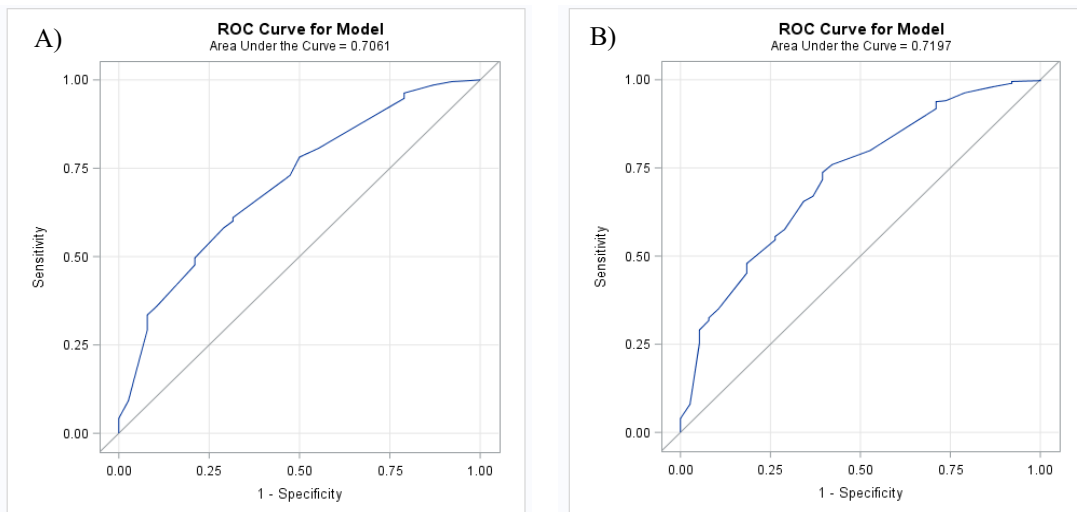 A)
ROC Curve for Model
Area Under the Curve = 0.7061
1.00
0.75
0.50
0.25
0.00
Sensitivity
0.00 0.25 0.50 0.75 1.00
1 - Specificity
B)
ROC Curve for Model
Area Under the Curve = 0.7197
1.00
0.75
0.50
0.25
0.00
Sensitivity
0.00 0.25 0.50 0.75 1.00
1 - Specificity